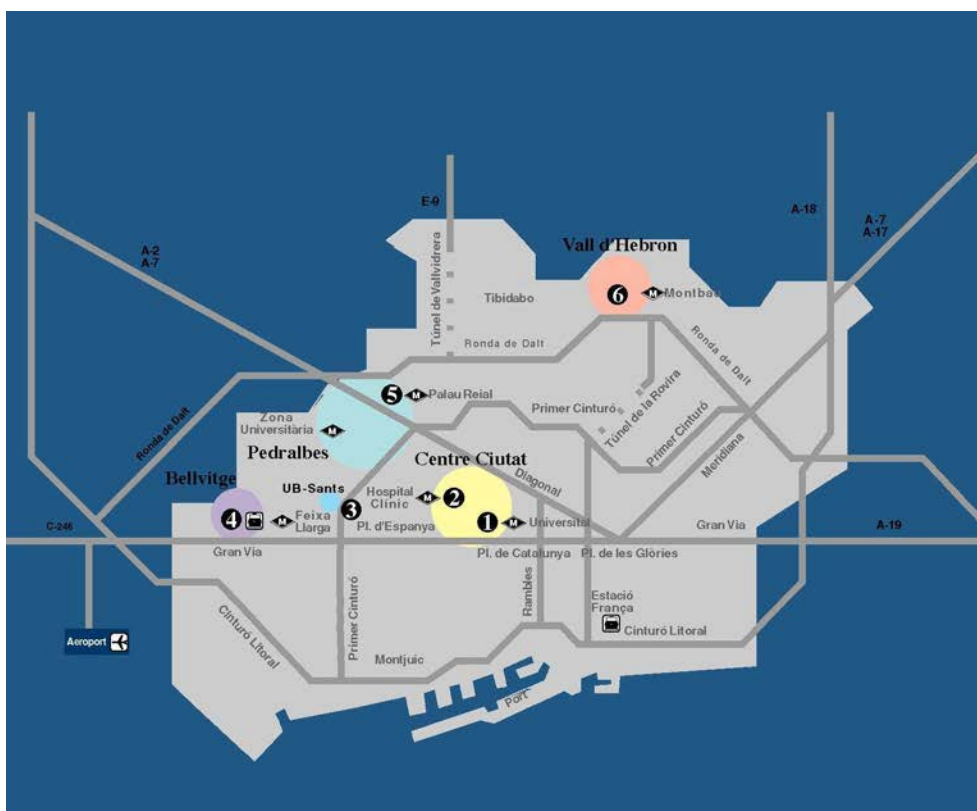 E-9
A-18
A-7
A-17
A-2
A-7
Vall d'Hebron
6
M
Montbau
Túnel de Vallvidrera
Tibidabo
Ronda de Dalt
Ronda de Dalt
5
M
Palau Reial
Primer Cinturó
Túnel de la Rovira
Primer Cinturó
Meridiana
Zona
Universitària
M
Ronda de Dalt
Pedralbes
Centre Ciutat
Diagonal
Bellvitge
UB-Sants
Hospital
Clínic
M
2
3
4
M
Feixa
Llarga
Pl. d'Espanya
1
M
Universitat
Gran Via
C-246
A-19
Gran Via
Pl. de Catalunya
Pl. de les Glòries
Rambles
Estació
França
Cinturó Litoral
Primer Cinturó
Cinturó Litoral
Aeroport
Montjuic
Port